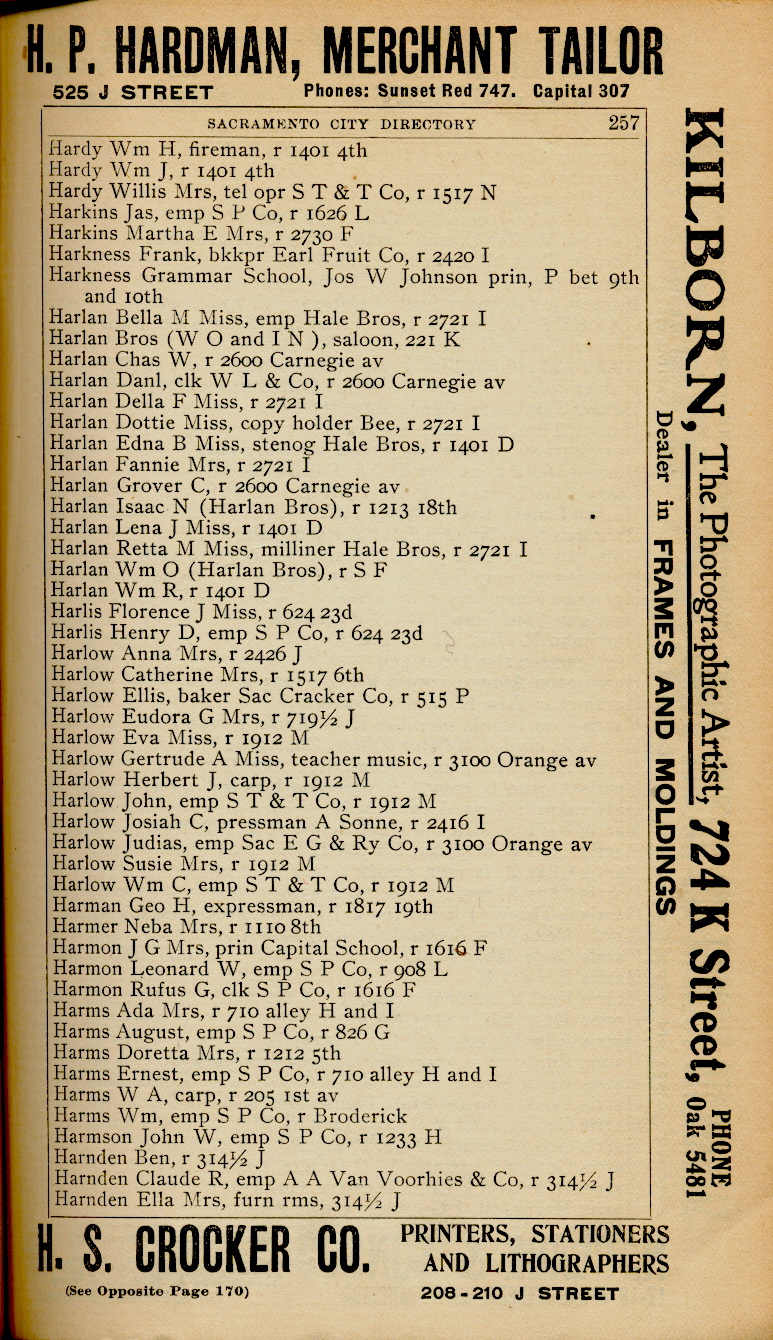 H. P. HARDMAN, MERCHANT TAILOR
525 J STREET Phones: Sunset Red 747. Capital 307
SACRAMENTO CITY DIRECTORY 257
Hardy Wm H, fireman, r 1401 4th
Hardy Wm J, r 1401 4th
Hardy Willis Mrs, tel opr S T & T Co, r 1517 N
Harkins Jas, emp S P Co, r 1626 L
Harkins Martha E Mrs, r 2730 F
Harkness Frank, bkkpr Earl Fruit Co, r 2420 I
Harkness Grammar School, Jos W Johnson prin, P bet 9th
and 10th
Harlan Bella M Miss, emp Hale Bros, r 2721 I
Harlan Bros (W O and I N ), saloon, 221 K
Harlan Chas W, r 2600 Carnegie av
Harlan Danl, clk W L & Co, r 2600 Carnegie av
Harlan Della F Miss, r 2721 I
Harlan Dottie Miss, copy holder Bee, r 2721 I
Harlan Edna B Miss, stenog Hale Bros, r 1401 D
Harlan Fannie Mrs, r 2721 I
Harlan Grover C, r 2600 Carnegie av
Harlan Isaac N (Harlan Bros), r 1213 18th
Harlan Lena J Miss, r 1401 D
Harlan Retta M Miss, milliner Hale Bros, r 2721 I
Harlan Wm O (Harlan Bros), r S F
Harlan Wm R, r 1401 D
Harlis Florence J Miss, r 624 23d
Harlis Henry D, emp S P Co, r 624 23d
Harlow Anna Mrs, r 2426 J
Harlow Catherine Mrs, r 1517 6th
Harlow Ellis, baker Sac Cracker Co, r 515 P
Harlow Eudora G Mrs, r 719½ J
Harlow Eva Miss, r 1912 M
Harlow Gertrude A Miss, teacher music, r 3100 Orange av
Harlow Herbert J, carp, r 1912 M
Harlow John, emp S T & T Co, r 1912 M
Harlow Josiah C, pressman A Sonne, r 2416 I
Harlow Judias, emp Sac E G & Ry Co, r 3100 Orange av
Harlow Susie Mrs, r 1912 M
Harlow Wm C, emp S T & T Co, r 1912 M
Harman Geo H, expressman, r 1817 19th
Harmer Neba Mrs, r 1110 8th
Harmon J G Mrs, prin Capital School, r 1616 F
Harmon Leonard W, emp S P Co, r 908 L
Harmon Rufus G, clk S P Co, r 1616 F
Harms Ada Mrs, r 710 alley H and I
Harms August, emp S P Co, r 826 G
Harms Doretta Mrs, r 1212 5th
Harms Ernest, emp S P Co, r 710 alley H and I
Harms W A, carp, r 205 1st av
Harms Wm, emp S P Co, r Broderick
Harmson John W, emp S P Co, r 1233 H
Harnden Ben, r 314½ J
Harnden Claude R, emp A A Van Voorhies & Co, r 314½ J
Harnden Ella Mrs, furn rms, 314½ J
KILBORN, The Photographic Artist, 724 K Street, PHONE Oak 5481
Dealer in FRAMES AND MOLDINGS
H. S. CROCKER CO. PRINTERS, STATIONERS
AND LITHOGRAPHERS
(See Opposite Page 170) 208-210 J STREET